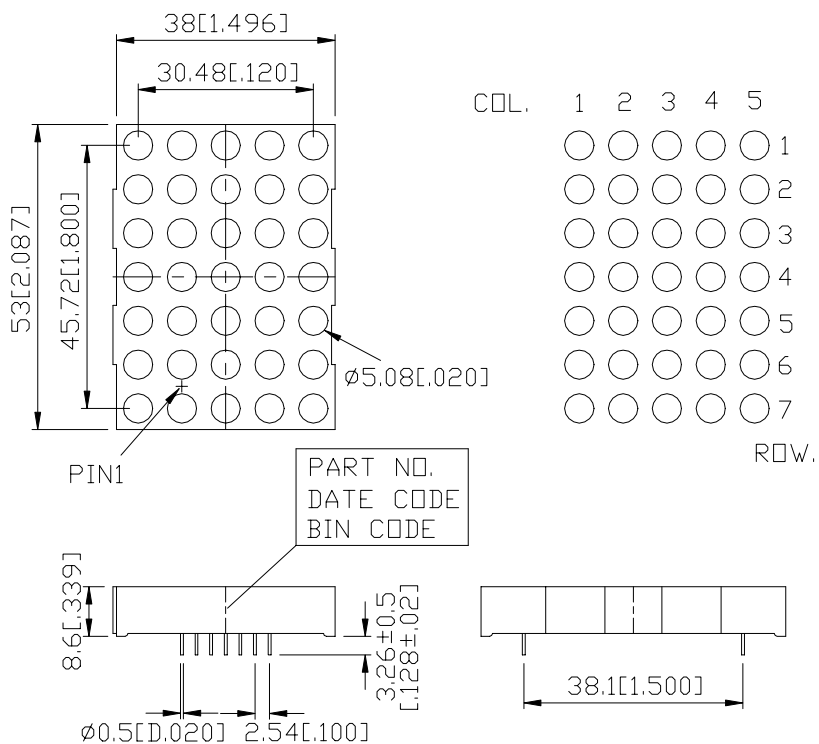 38[1.496]
30.48[.120]
COL. 1 2 3 4 5
1
2
3
4
5
6
7
ROW.
53[2.087]
45.72[1.800]
Ø5.08[.020]
PIN1
PART NO.
DATE CODE
BIN CODE
8.6[.339]
3.26±0.5
[.128±.02]
38.1[1.500]
Ø0.5[D.020]
2.54[.100]